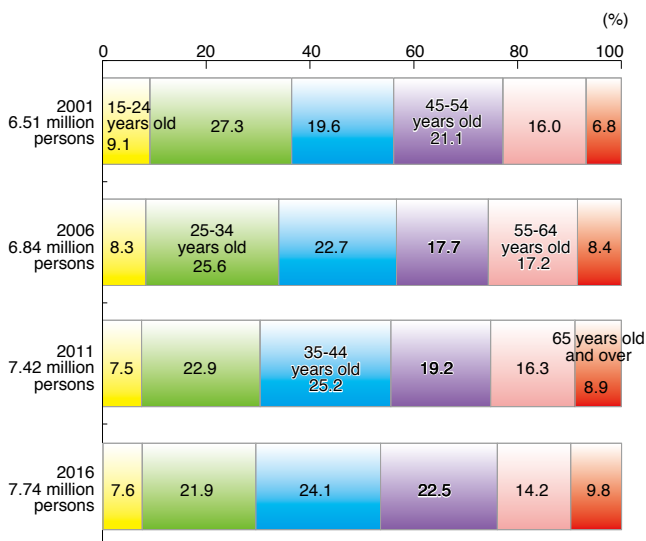 (%)
0 20 40 60 80 100
2001
6.51 million
persons
15-24
years old
9.1
27.3
19.6
45-54
years old
21.1
16.0
6.8
2006
6.84 million
persons
8.3
25-34
years old
25.6
22.7
17.7
55-64
years old
17.2
8.4
2011
7.42 million
persons
7.5
22.9
35-44
years old
25.2
19.2
16.3
65 years old
and over
8.9
2016
7.74 million
persons
7.6
21.9
24.1
22.5
14.2
9.8